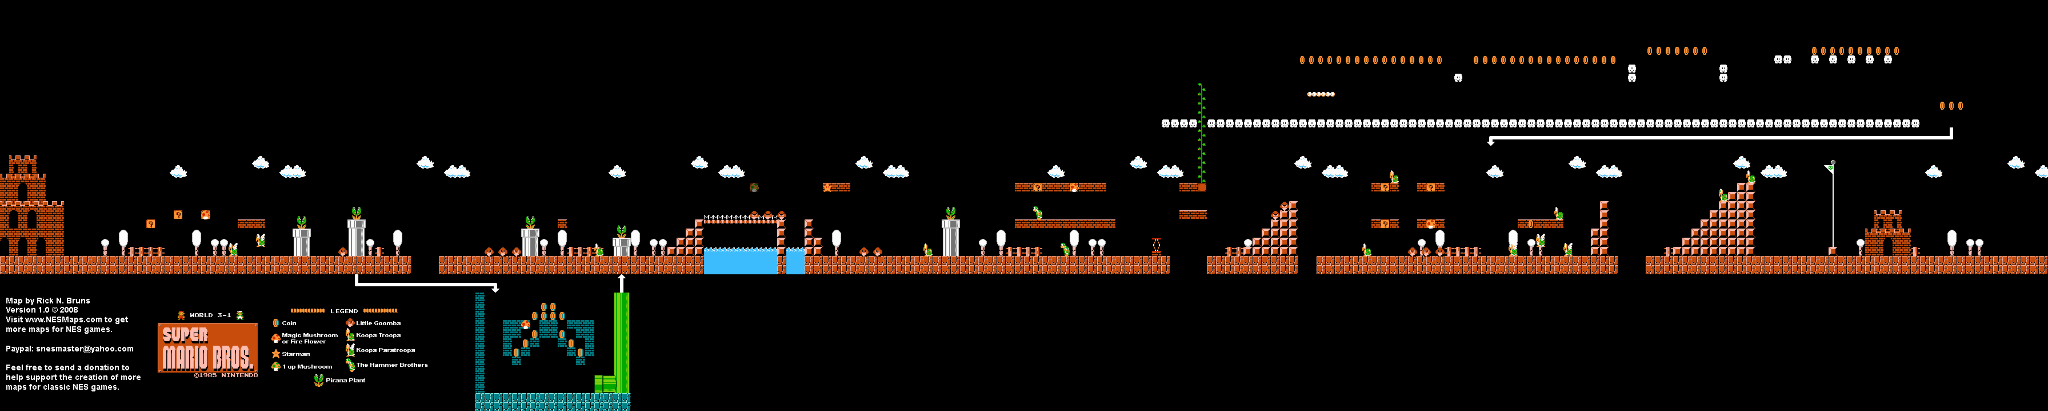 Map by Rick N. Bruns
Version 1.0 © 2008
Visit www.NESMaps.com to get
more maps for NES games.
Paypal: snesmaster@yahoo.com
Feel free to send a donation to
help support the creation of more
maps for classic NES games.
WORLD 3-1
SUPER
MARIO BROS.
©1985 NINTENDO
LEGEND
Coin
Magic Mushroom
or Fire Flower
Starman
1 up Mushroom
Little Goomba
Koopa Troopa
Koopa Paratroopa
The Hammer Brothers
Pirana Plant